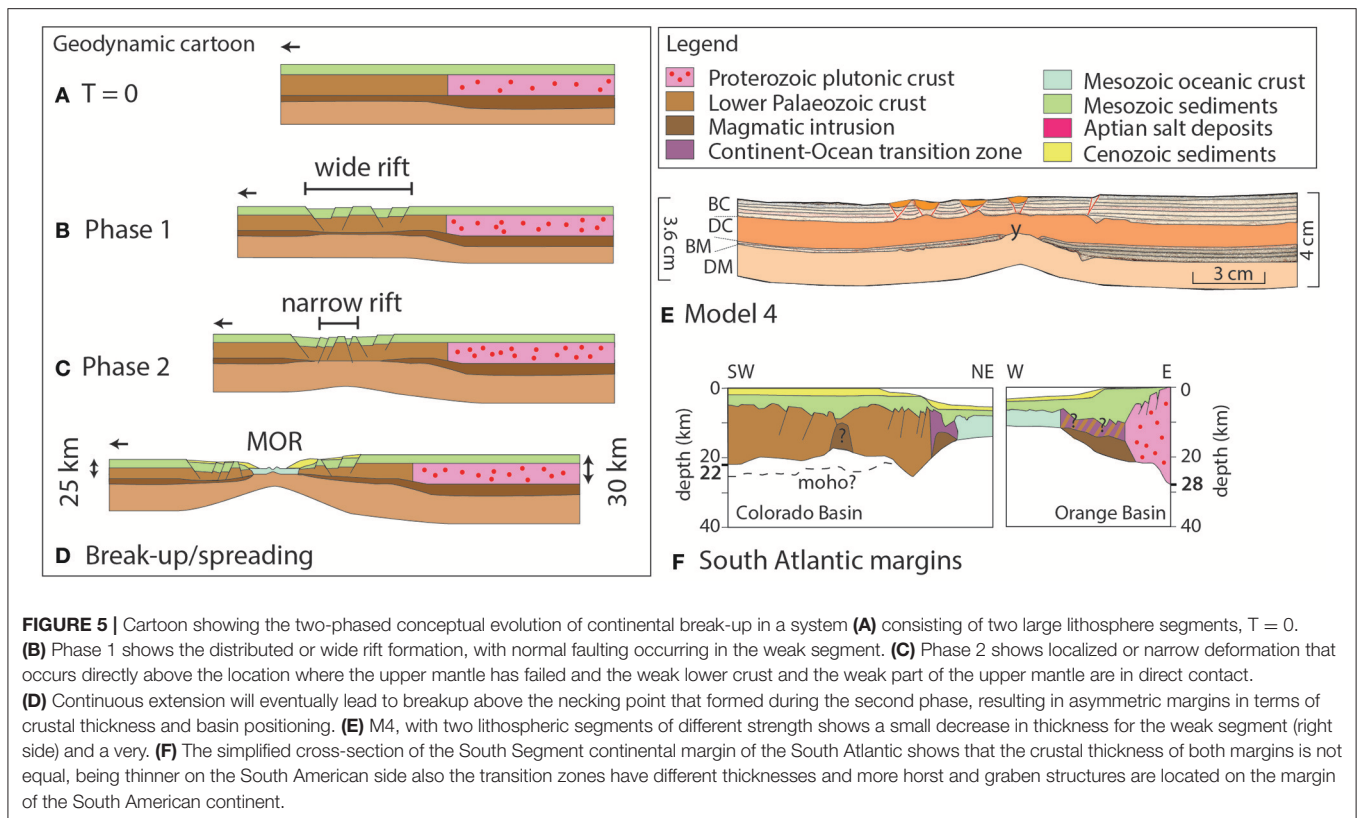 Geodynamic cartoon
A T = 0
wide rift
B Phase 1
narrow rift
C Phase 2
MOR
25 km
30 km
D Break-up/spreading
Legend
Proterozoic plutonic crust
Lower Palaeozoic crust
Magmatic intrusion
Continent-Ocean transition zone
Mesozoic oceanic crust
Mesozoic sediments
Aptian salt deposits
Cenozoic sediments
3.6 cm
BC
DC
BM
DM
y
3 cm
4 cm
E Model 4
SW
NE
W
E
0
20
22
40
depth (km)
?
moho?
Colorado Basin
? ?
0
20
28
40
depth (km)
Orange Basin
F South Atlantic margins
FIGURE 5 | Cartoon showing the two-phased conceptual evolution of continental break-up in a system (A) consisting of two large lithosphere segments, T = 0.
(B) Phase 1 shows the distributed or wide rift formation, with normal faulting occurring in the weak segment. (C) Phase 2 shows localized or narrow deformation that
occurs directly above the location where the upper mantle has failed and the weak lower crust and the weak part of the upper mantle are in direct contact.
(D) Continuous extension will eventually lead to breakup above the necking point that formed during the second phase, resulting in asymmetric margins in terms of
crustal thickness and basin positioning. (E) M4, with two lithospheric segments of different strength shows a small decrease in thickness for the weak segment (right
side) and a very. (F) The simplified cross-section of the South Segment continental margin of the South Atlantic shows that the crustal thickness of both margins is not
equal, being thinner on the South American side also the transition zones have different thicknesses and more horst and graben structures are located on the margin
of the South American continent.